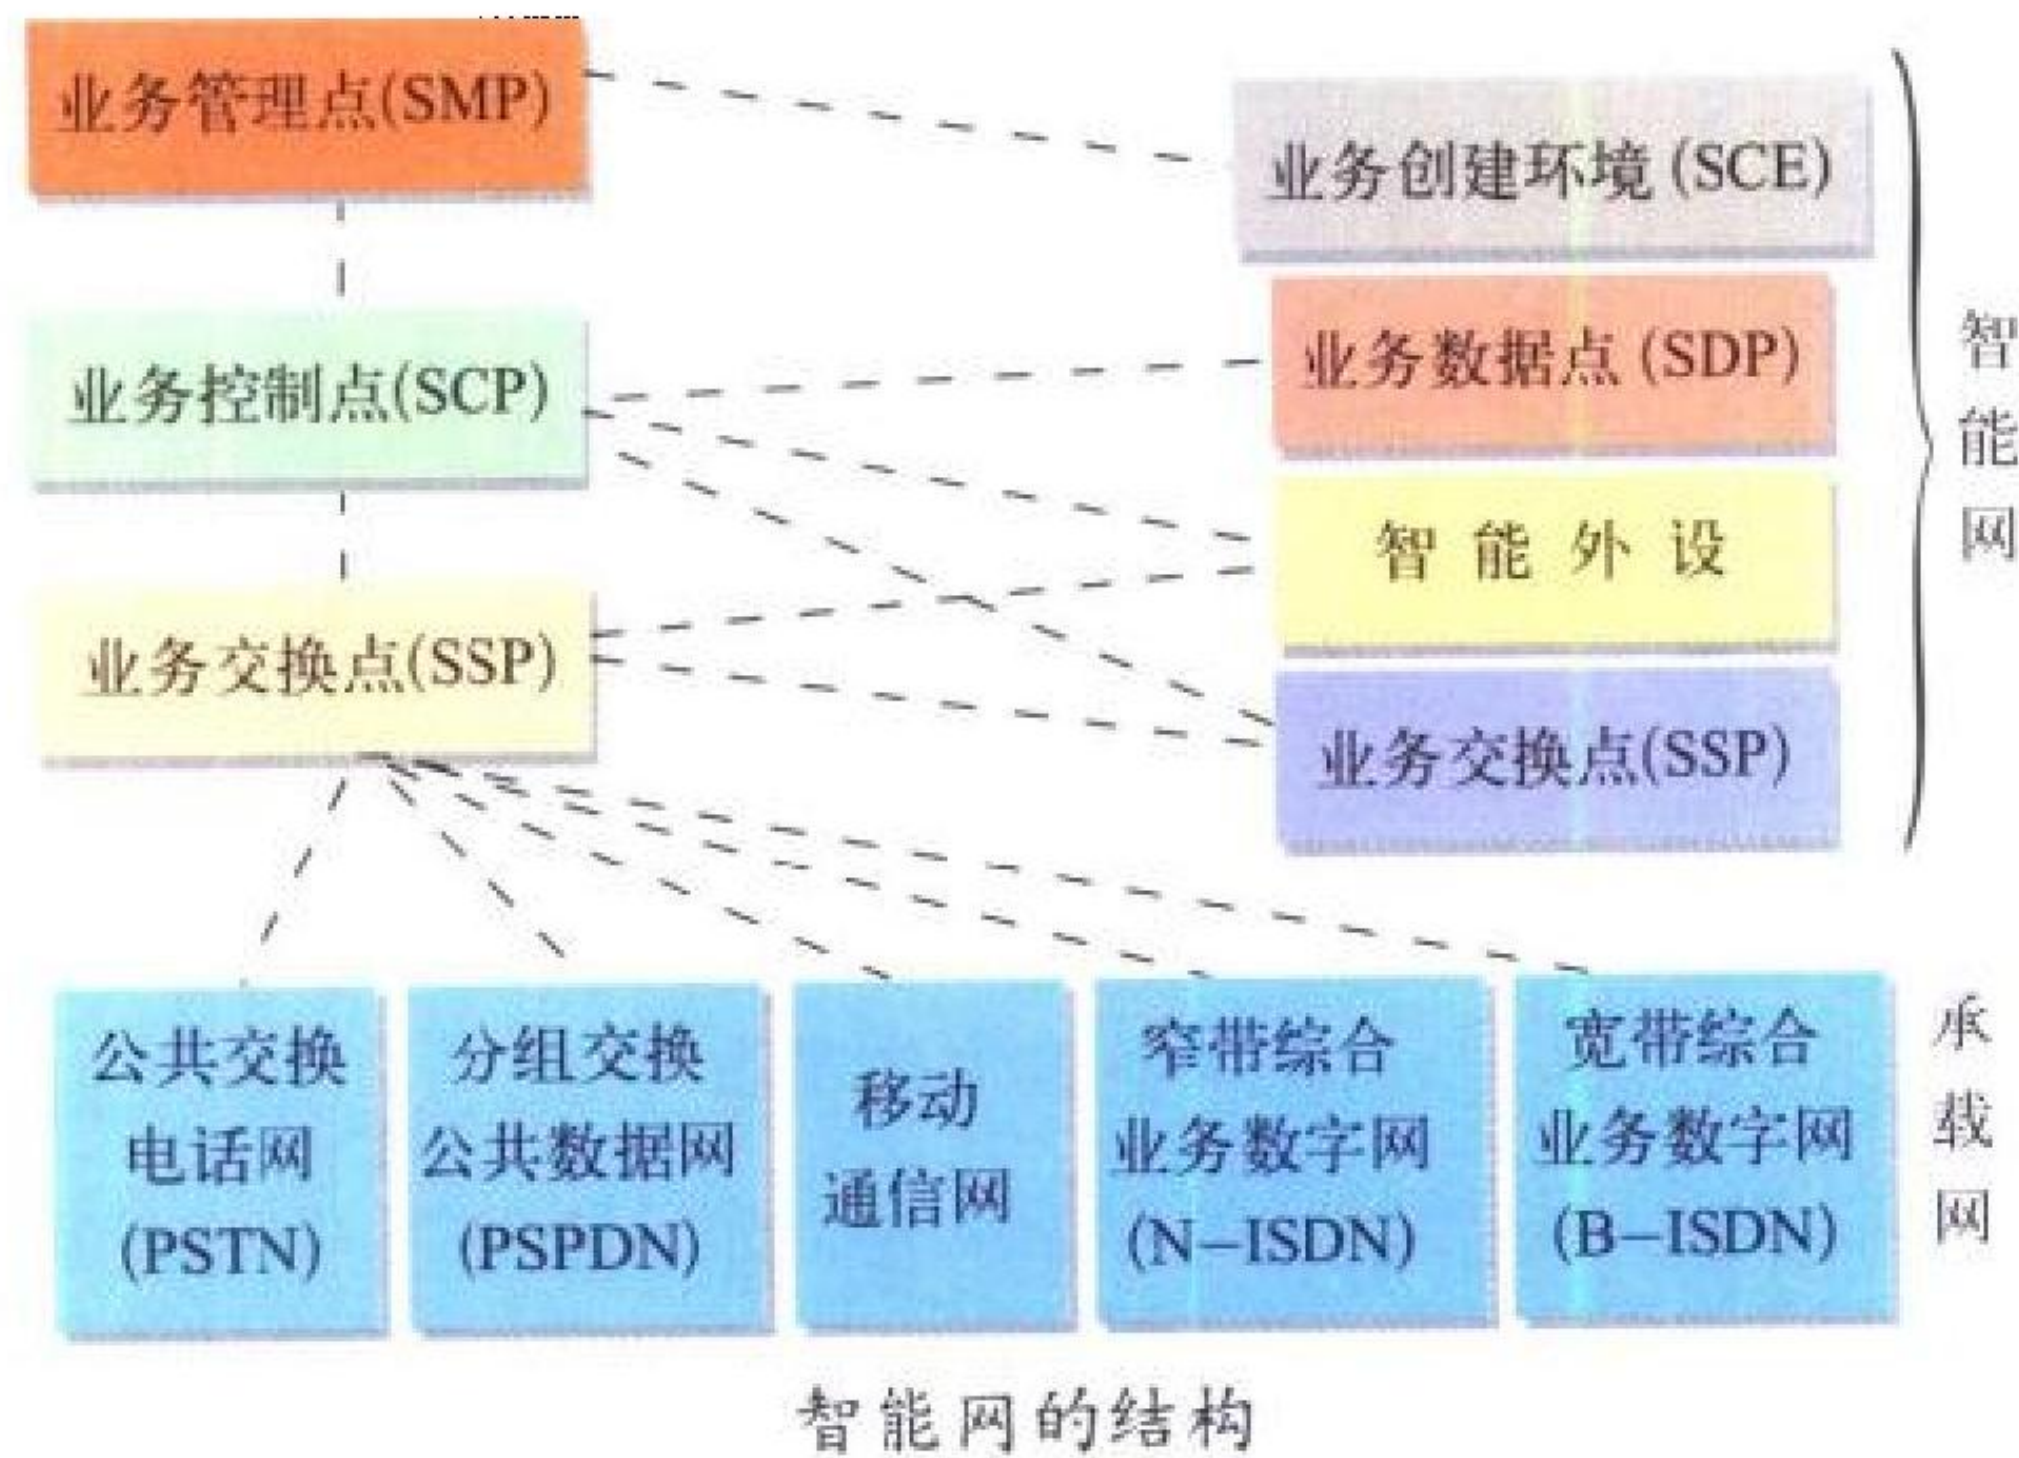 业务管理点(SMP)
业务创建环境 (SCE)
业务数据点 (SDP)
业务控制点(SCP)
智能外设
业务交换点(SSP)
业务交换点(SSP)
智能网
公共交换
电话网
(PSTN)
分组交换
公共数据网
(PSPDN)
移动
通信网
窄带综合
业务数字网
(N-ISDN)
宽带综合
业务数字网
(B-ISDN)
承载网
智能网的结构